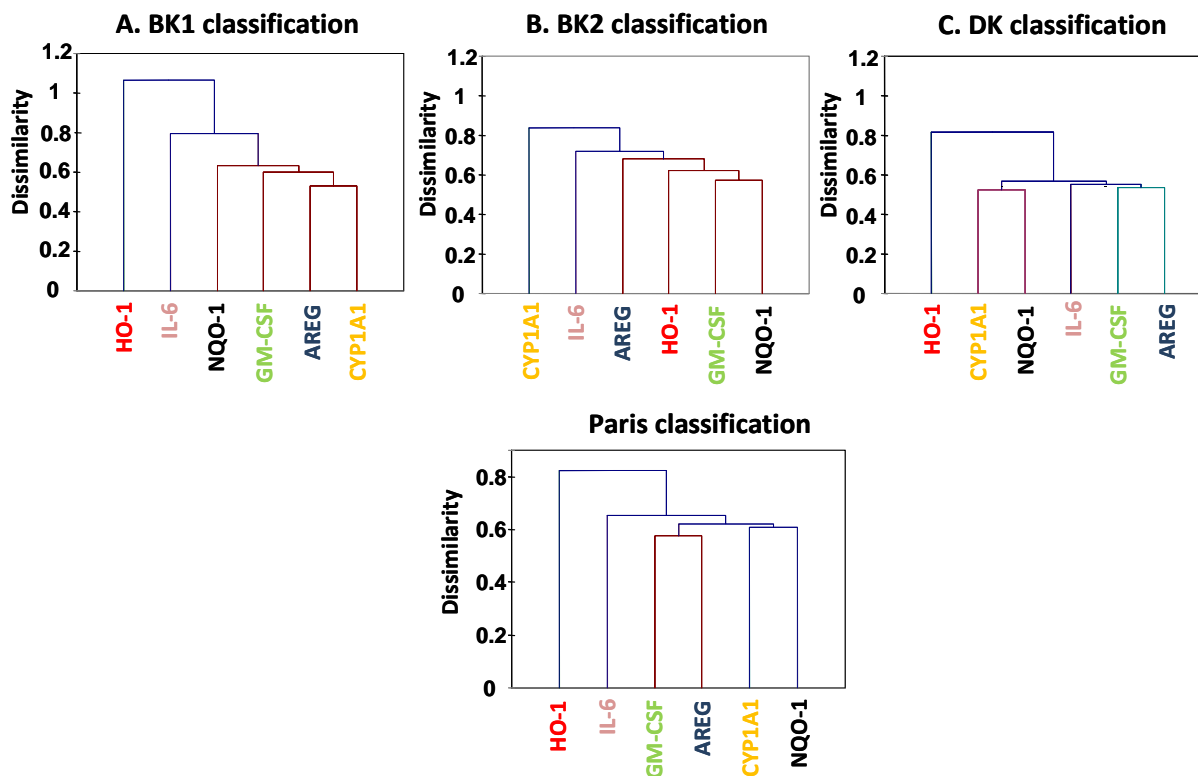 A. BK1 classification
Dissimilarity
1.2
1
0.8
0.6
0.4
0.2
0
HO-1
IL-6
NQO-1
GM-CSF
AREG
CYP1A1
B. BK2 classification
Dissimilarity
1.2
1
0.8
0.6
0.4
0.2
0
CYP1A1
IL-6
AREG
HO-1
GM-CSF
NQO-1
C. DK classification
Dissimilarity
1.2
1
0.8
0.6
0.4
0.2
0
HO-1
CYP1A1
NQO-1
IL-6
GM-CSF
AREG
Paris classification
Dissimilarity
0.8
0.6
0.4
0.2
0
HO-1
IL-6
GM-CSF
AREG
CYP1A1
NQO-1